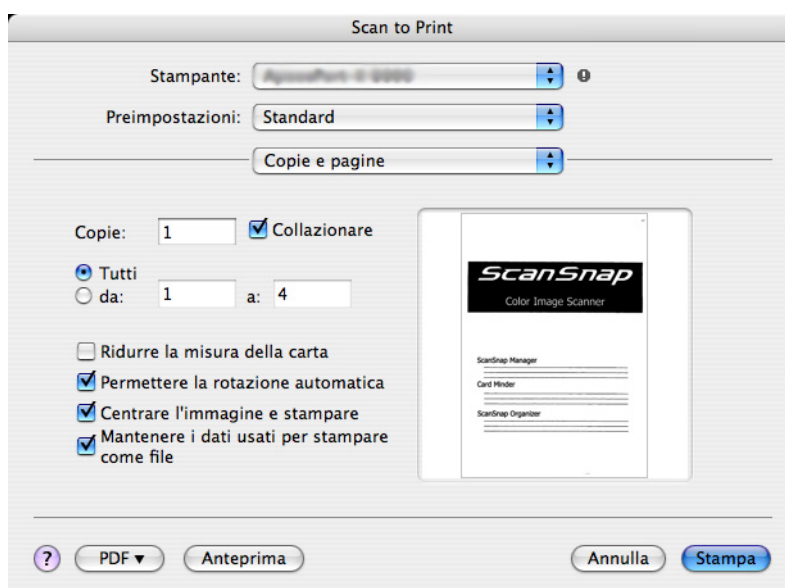 Scan to Print
Stampante:
Preimpostazioni: Standard
Copie e pagine
Copie: 1 Collazionare
Tutti
da: 1 a: 4
Ridurre la misura della carta
Permettere la rotazione automatica
Centrare l'immagine e stampare
Mantenere i dati usati per stampare
come file
ScanSnap
Color Image Scanner
ScanSnap Manager
Card Minder
ScanSnap Organizer
? PDF Anteprima Annulla Stampa